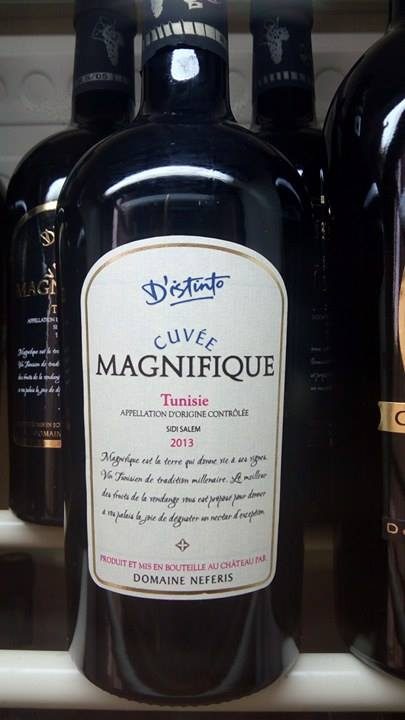 D'istinto
CUVÉE
MAGNIFIQUE
Tunisie
APPELLATION D'ORIGINE CONTRÔLÉE
SIDI SALEM
2013
Magnifique est la terre qui donne vie à ses vignes.
Vin Tunisien de tradition millenaire. Le meilleur
des fruits de la vendange vous est proposé pour donner
à vos palais la joie de déguster un nectar d'exception
PRODUIT ET MIS EN BOUTEILLE AU CHÂTEAU PAR
DOMAINE NEFERIS
MAGN